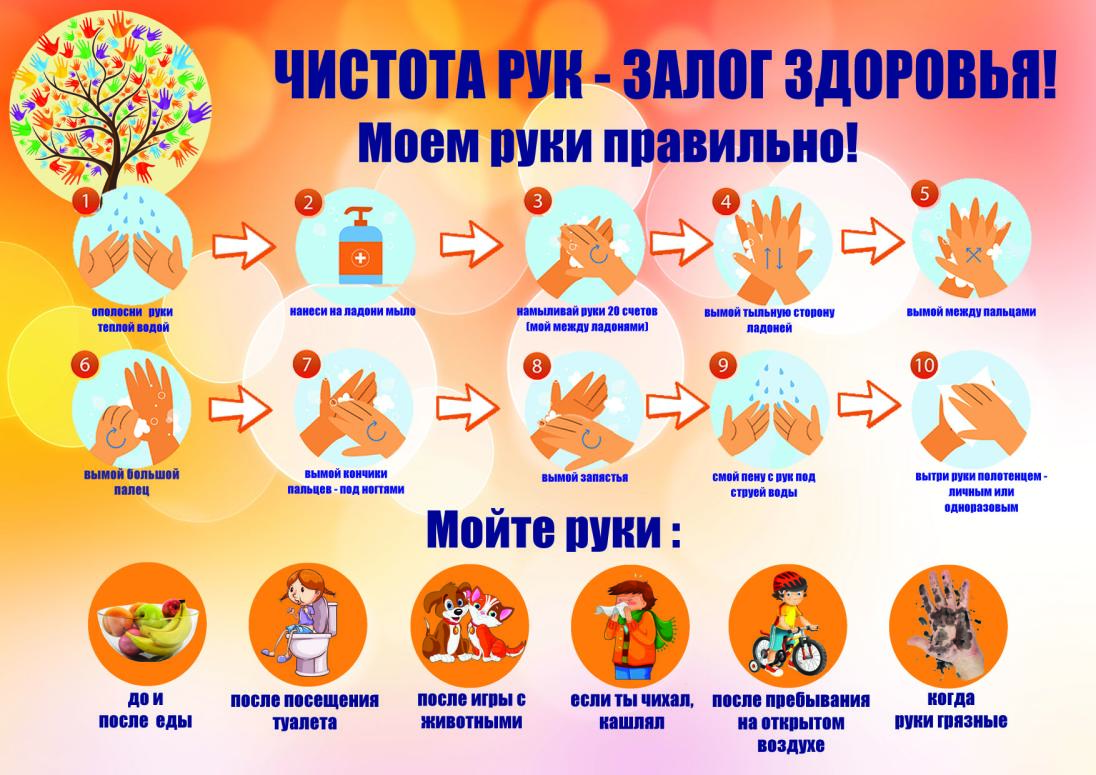 ЧИСТОТА РУК - ЗАЛОГ ЗДОРОВЬЯ!
Моем руки правильно!
1
ополосни руки
теплой водой
2
нанеси на ладони мыло
3
намыливай руки 20 счетов
(мой между ладонями)
4
вымой тыльную сторону
ладоней
5
вымой между пальцами
6
вымой большой
палец
7
вымой кончики
пальцев - под ногтями
8
вымой запястья
9
смой пену с рук под
струей воды
10
вытри руки полотенцем -
личным или
одноразовым
Мойте руки :
до и
после еды
после посещения
туалета
после игры с
животными
если ты чихал,
кашлял
после пребывания
на открытом
воздухе
когда
руки грязные